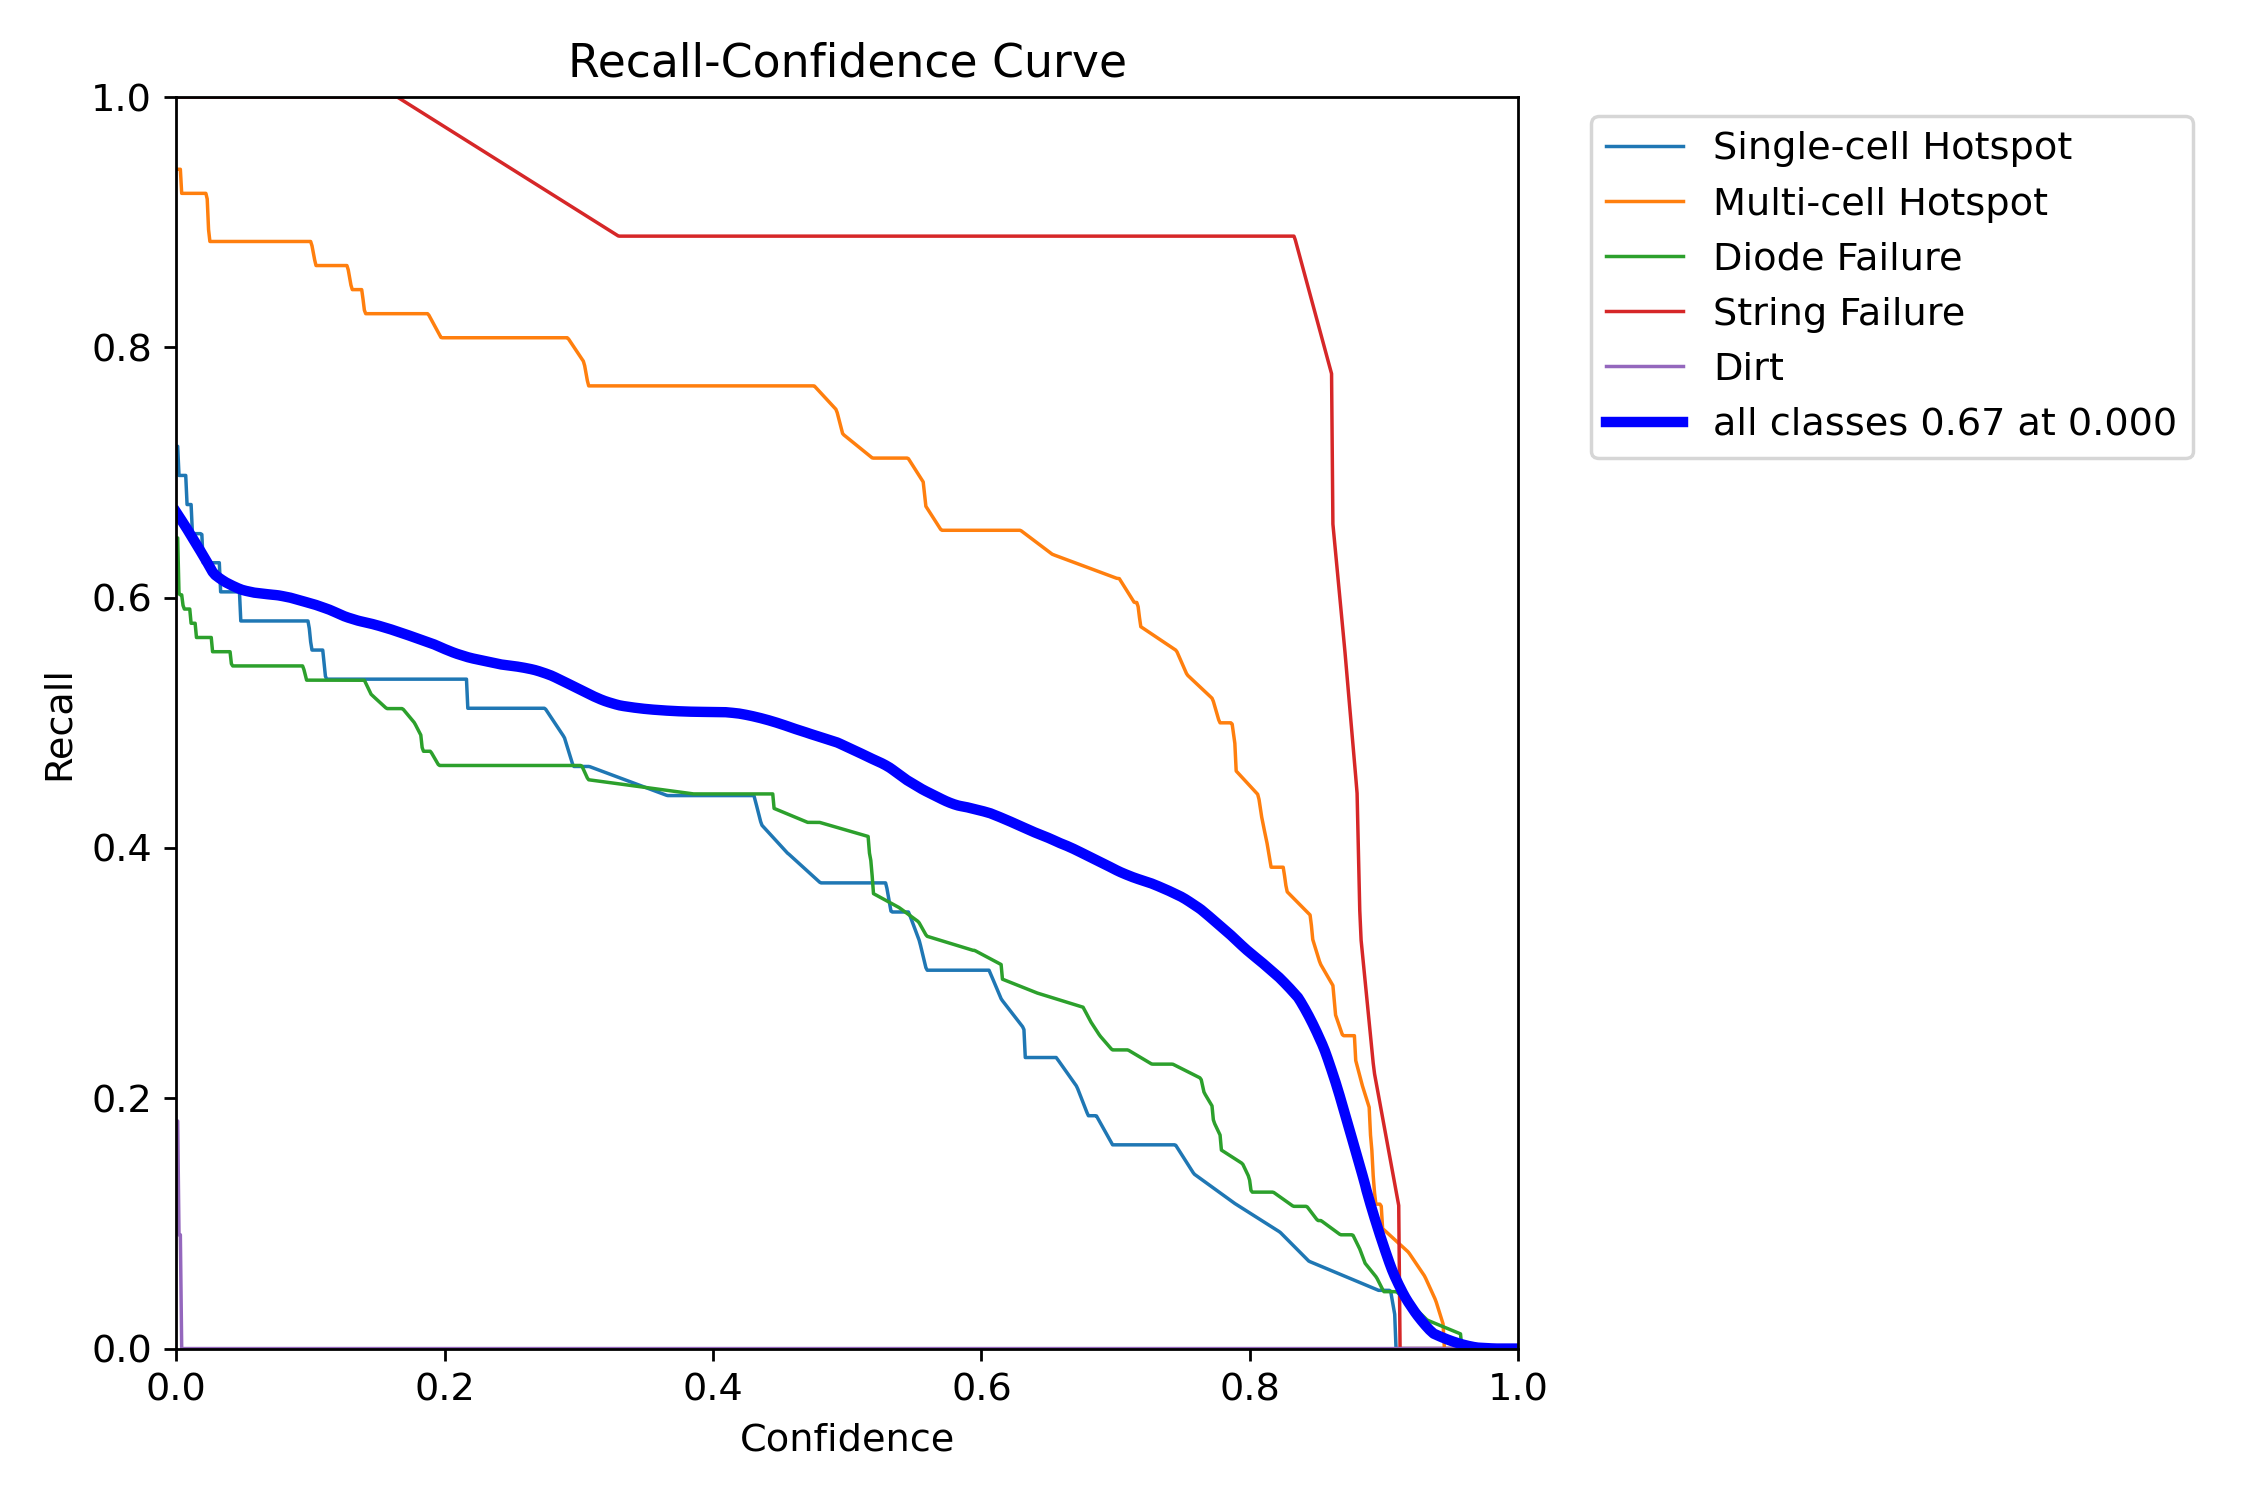 Recall-Confidence Curve
1.0
0.8
0.6
0.4
0.2
0.0
Recall
0.0 0.2 0.4 0.6 0.8 1.0
Confidence
Single-cell Hotspot
Multi-cell Hotspot
Diode Failure
String Failure
Dirt
all classes 0.67 at 0.000